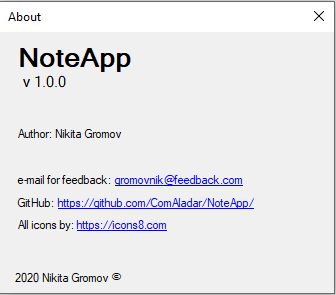 About
NoteApp
v 1.0.0
Author: Nikita Gromov
e-mail for feedback: gromovnik@feedback.com
GitHub: https://github.com/ComAladar/NoteApp/
All icons by: https://icons8.com
2020 Nikita Gromov ©